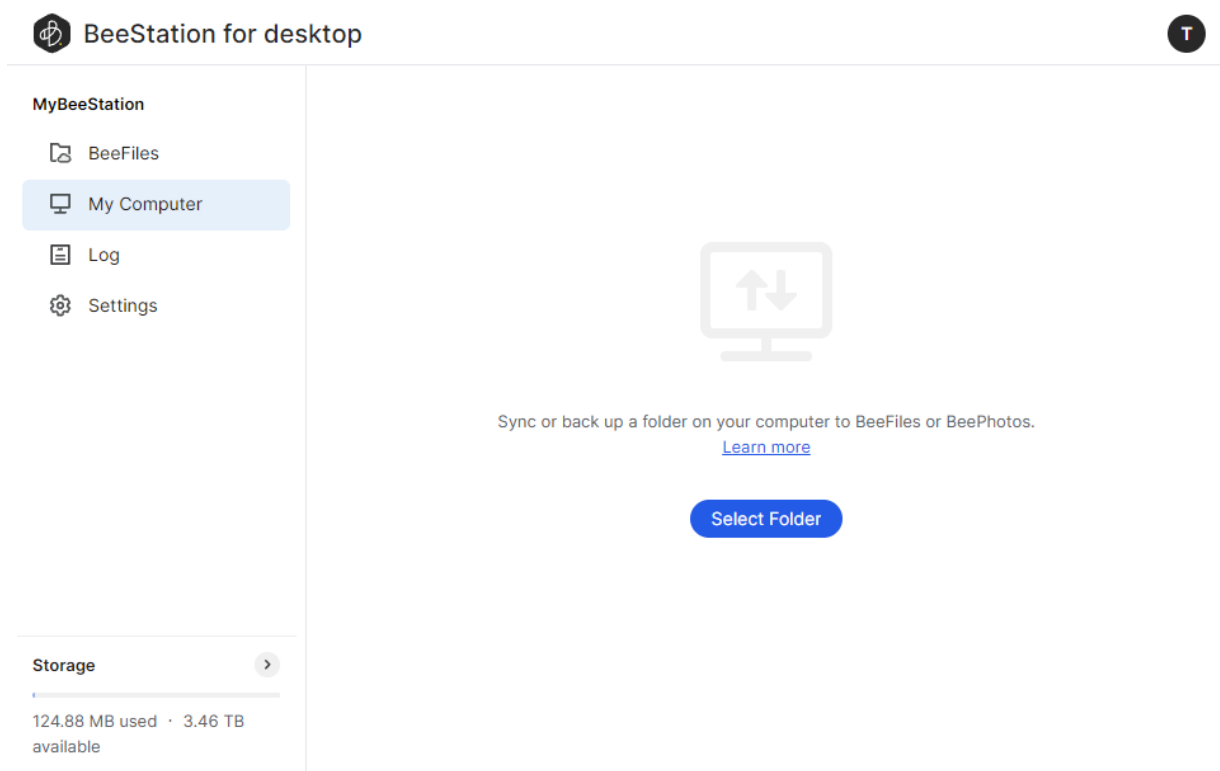 BeeStation for desktop
T
MyBeeStation
BeeFiles
My Computer
Log
Settings
Sync or back up a folder on your computer to BeeFiles or BeePhotos.
Learn more
Select Folder
Storage
124.88 MB used · 3.46 TB
available